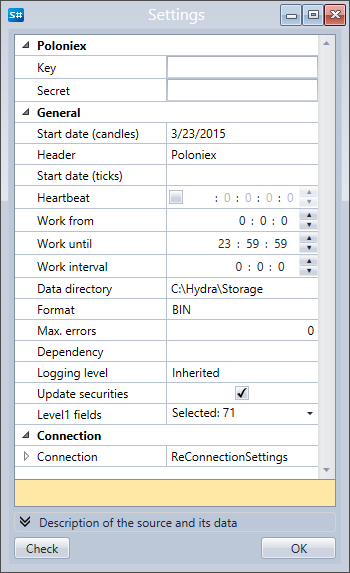 S# Settings
Poloniex
Key
Secret
General
Start date (candles) 3/23/2015
Header Poloniex
Start date (ticks)
Heartbeat : 0 : 0 : 0 : 0
Work from 0 : 0 : 0
Work until 23 : 59 : 59
Work interval 0 : 0 : 0
Data directory C:\Hydra\Storage
Format BIN
Max. errors 0
Dependency
Logging level Inherited
Update securities
Level1 fields Selected: 71
Connection
Connection ReConnectionSettings
Description of the source and its data
Check OK